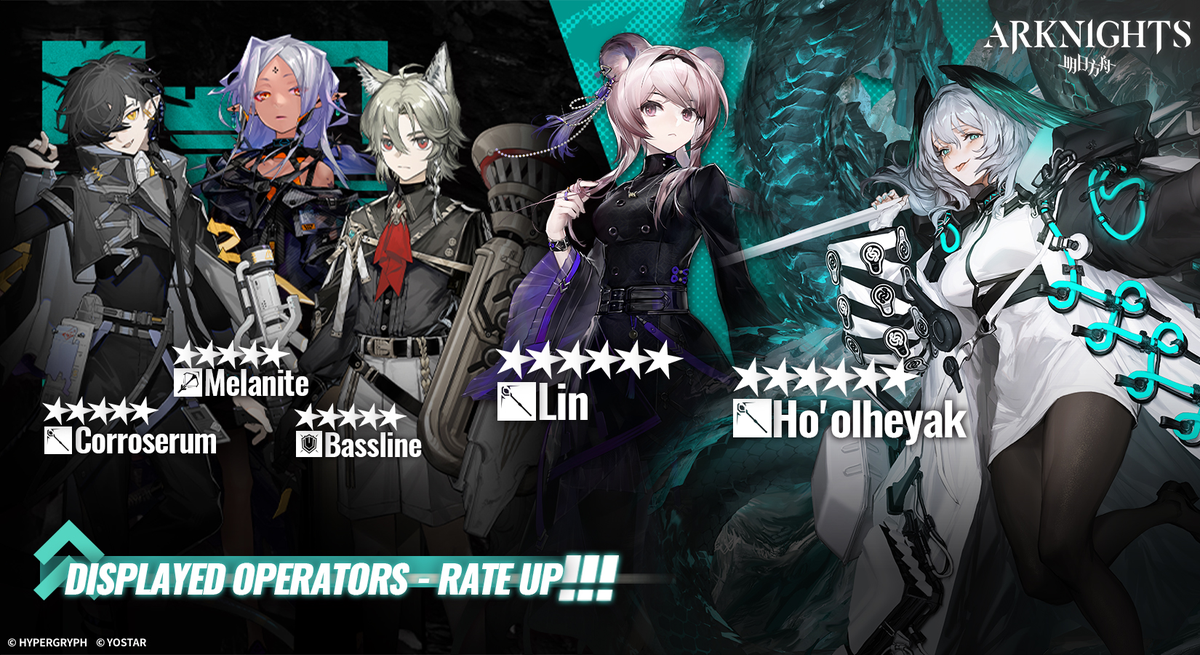 ARKNIGHTS
明日方舟
★★★★★
Melanite
★★★★★
Corroserum
★★★★★
Bassline
★★★★★★
Lin
★★★★★★
Ho'olheyak
DISPLAYED OPERATORS - RATE UP!!!
© HYPERGRYPH © YOSTAR